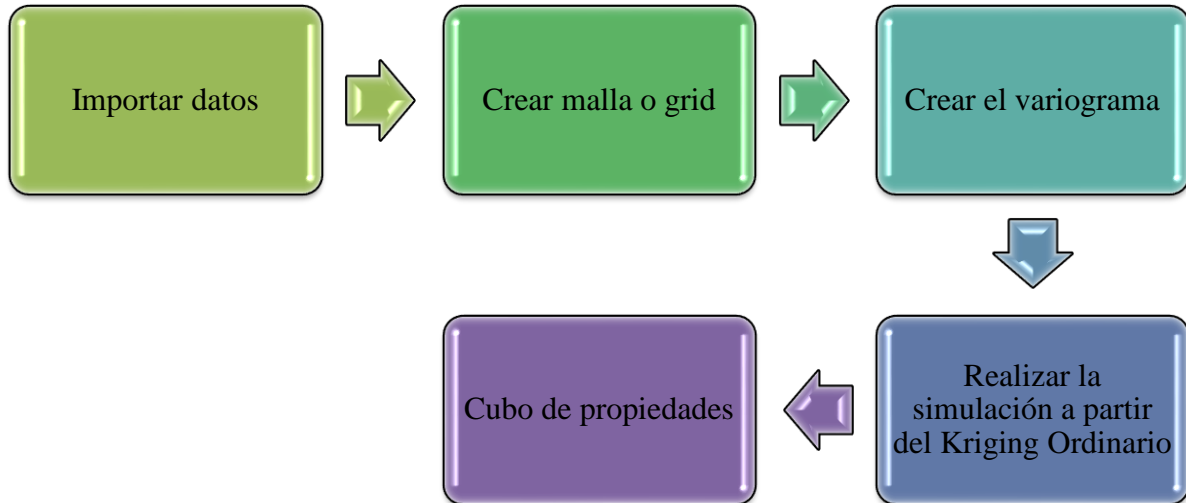 Importar datos
Crear malla o grid
Crear el variograma
Realizar la
simulación a partir
del Kriging Ordinario
Cubo de propiedades